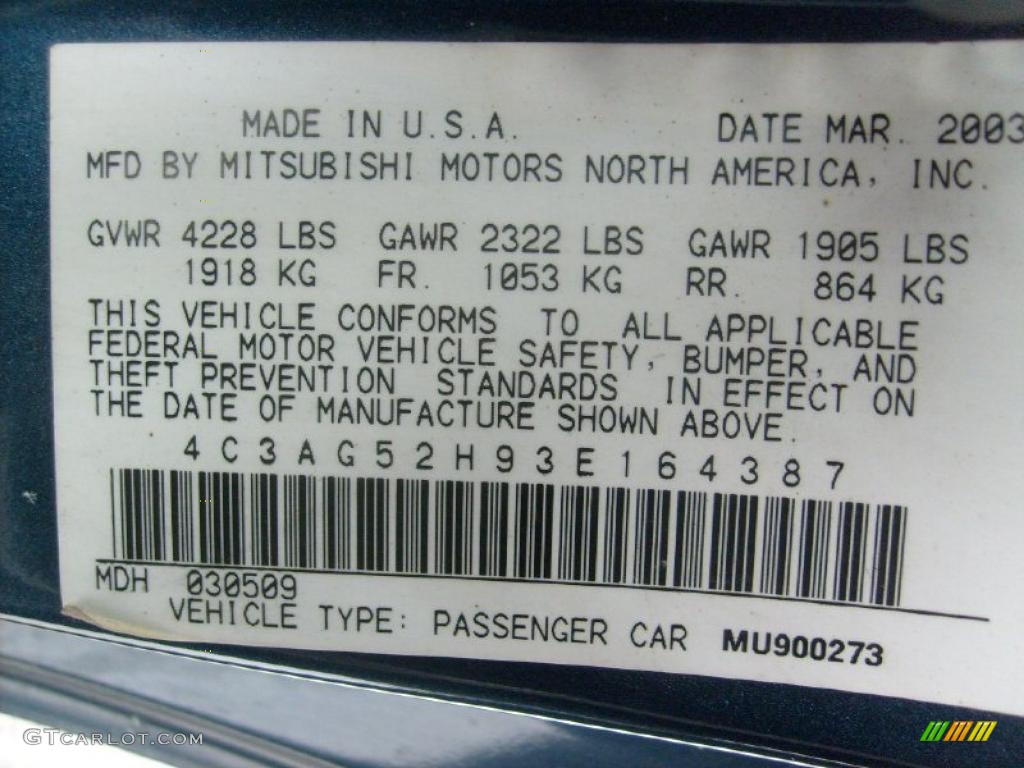 MADE IN U.S.A. DATE MAR. 2003
MFD BY MITSUBISHI MOTORS NORTH AMERICA, INC.
GVWR 4228 LBS GAWR 2322 LBS GAWR 1905 LBS
1918 KG FR. 1053 KG RR. 864 KG
THIS VEHICLE CONFORMS TO ALL APPLICABLE
FEDERAL MOTOR VEHICLE SAFETY, BUMPER, AND
THEFT PREVENTION STANDARDS IN EFFECT ON
THE DATE OF MANUFACTURE SHOWN ABOVE.
4C3AG52H93E164387
MDH 030509
VEHICLE TYPE: PASSENGER CAR MU900273
GTCARLOT.COM